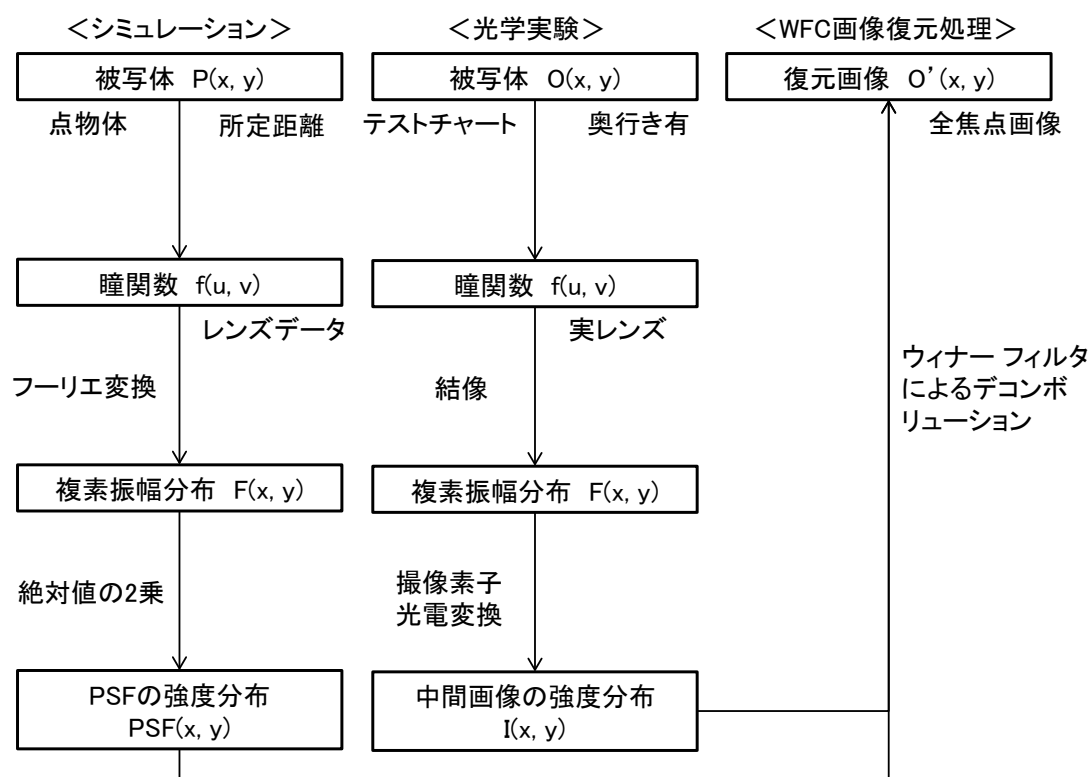 ＜シミュレーション＞
被写体 P(x, y)
点物体
所定距離
瞳関数 f(u, v)
レンズデータ
フーリエ変換
複素振幅分布 F(x, y)
絶対値の2乗
PSFの強度分布
PSF(x, y)
＜光学実験＞
被写体 O(x, y)
テストチャート
奥行き有
瞳関数 f(u, v)
実レンズ
結像
複素振幅分布 F(x, y)
撮像素子
光電変換
中間画像の強度分布
I(x, y)
＜WFC画像復元処理＞
復元画像 O’(x, y)
全焦点画像
ウィナー フィルタ
によるデコンボ
リューション